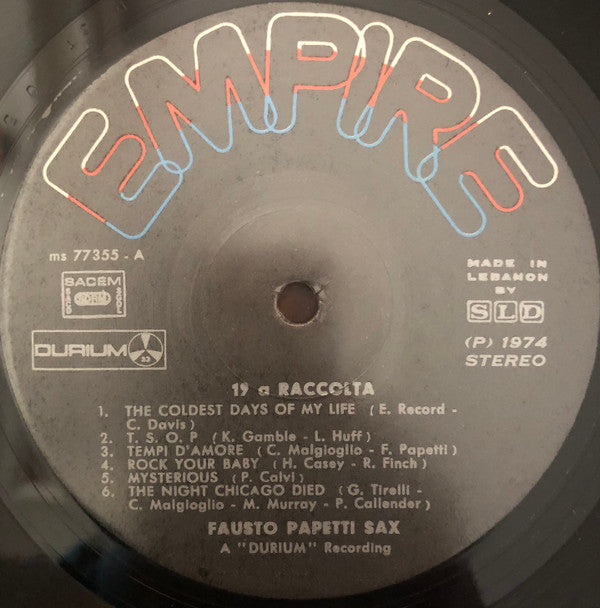 EMPIRE
ms 77355 - A
SACEM
MADE IN
LEBANON
BY
SLD
DURIUM
(P) 1974
STEREO
19 a RACCOLTA
1. THE COLDEST DAYS OF MY LIFE ( E. Record -
C. Davis )
2. T. S. O. P ( K. Gamble - L. Huff )
3. TEMPI D'AMORE ( C. Malgioglio - F. Papetti )
4. ROCK YOUR BABY ( H. Casey - R. Finch )
5. MYSTERIOUS ( P. Calvi )
6. THE NIGHT CHICAGO DIED ( G. Tirelli -
C. Malgioglio - M. Murray - P. Callender )
FAUSTO PAPETTI SAX
A "DURIUM" Recording